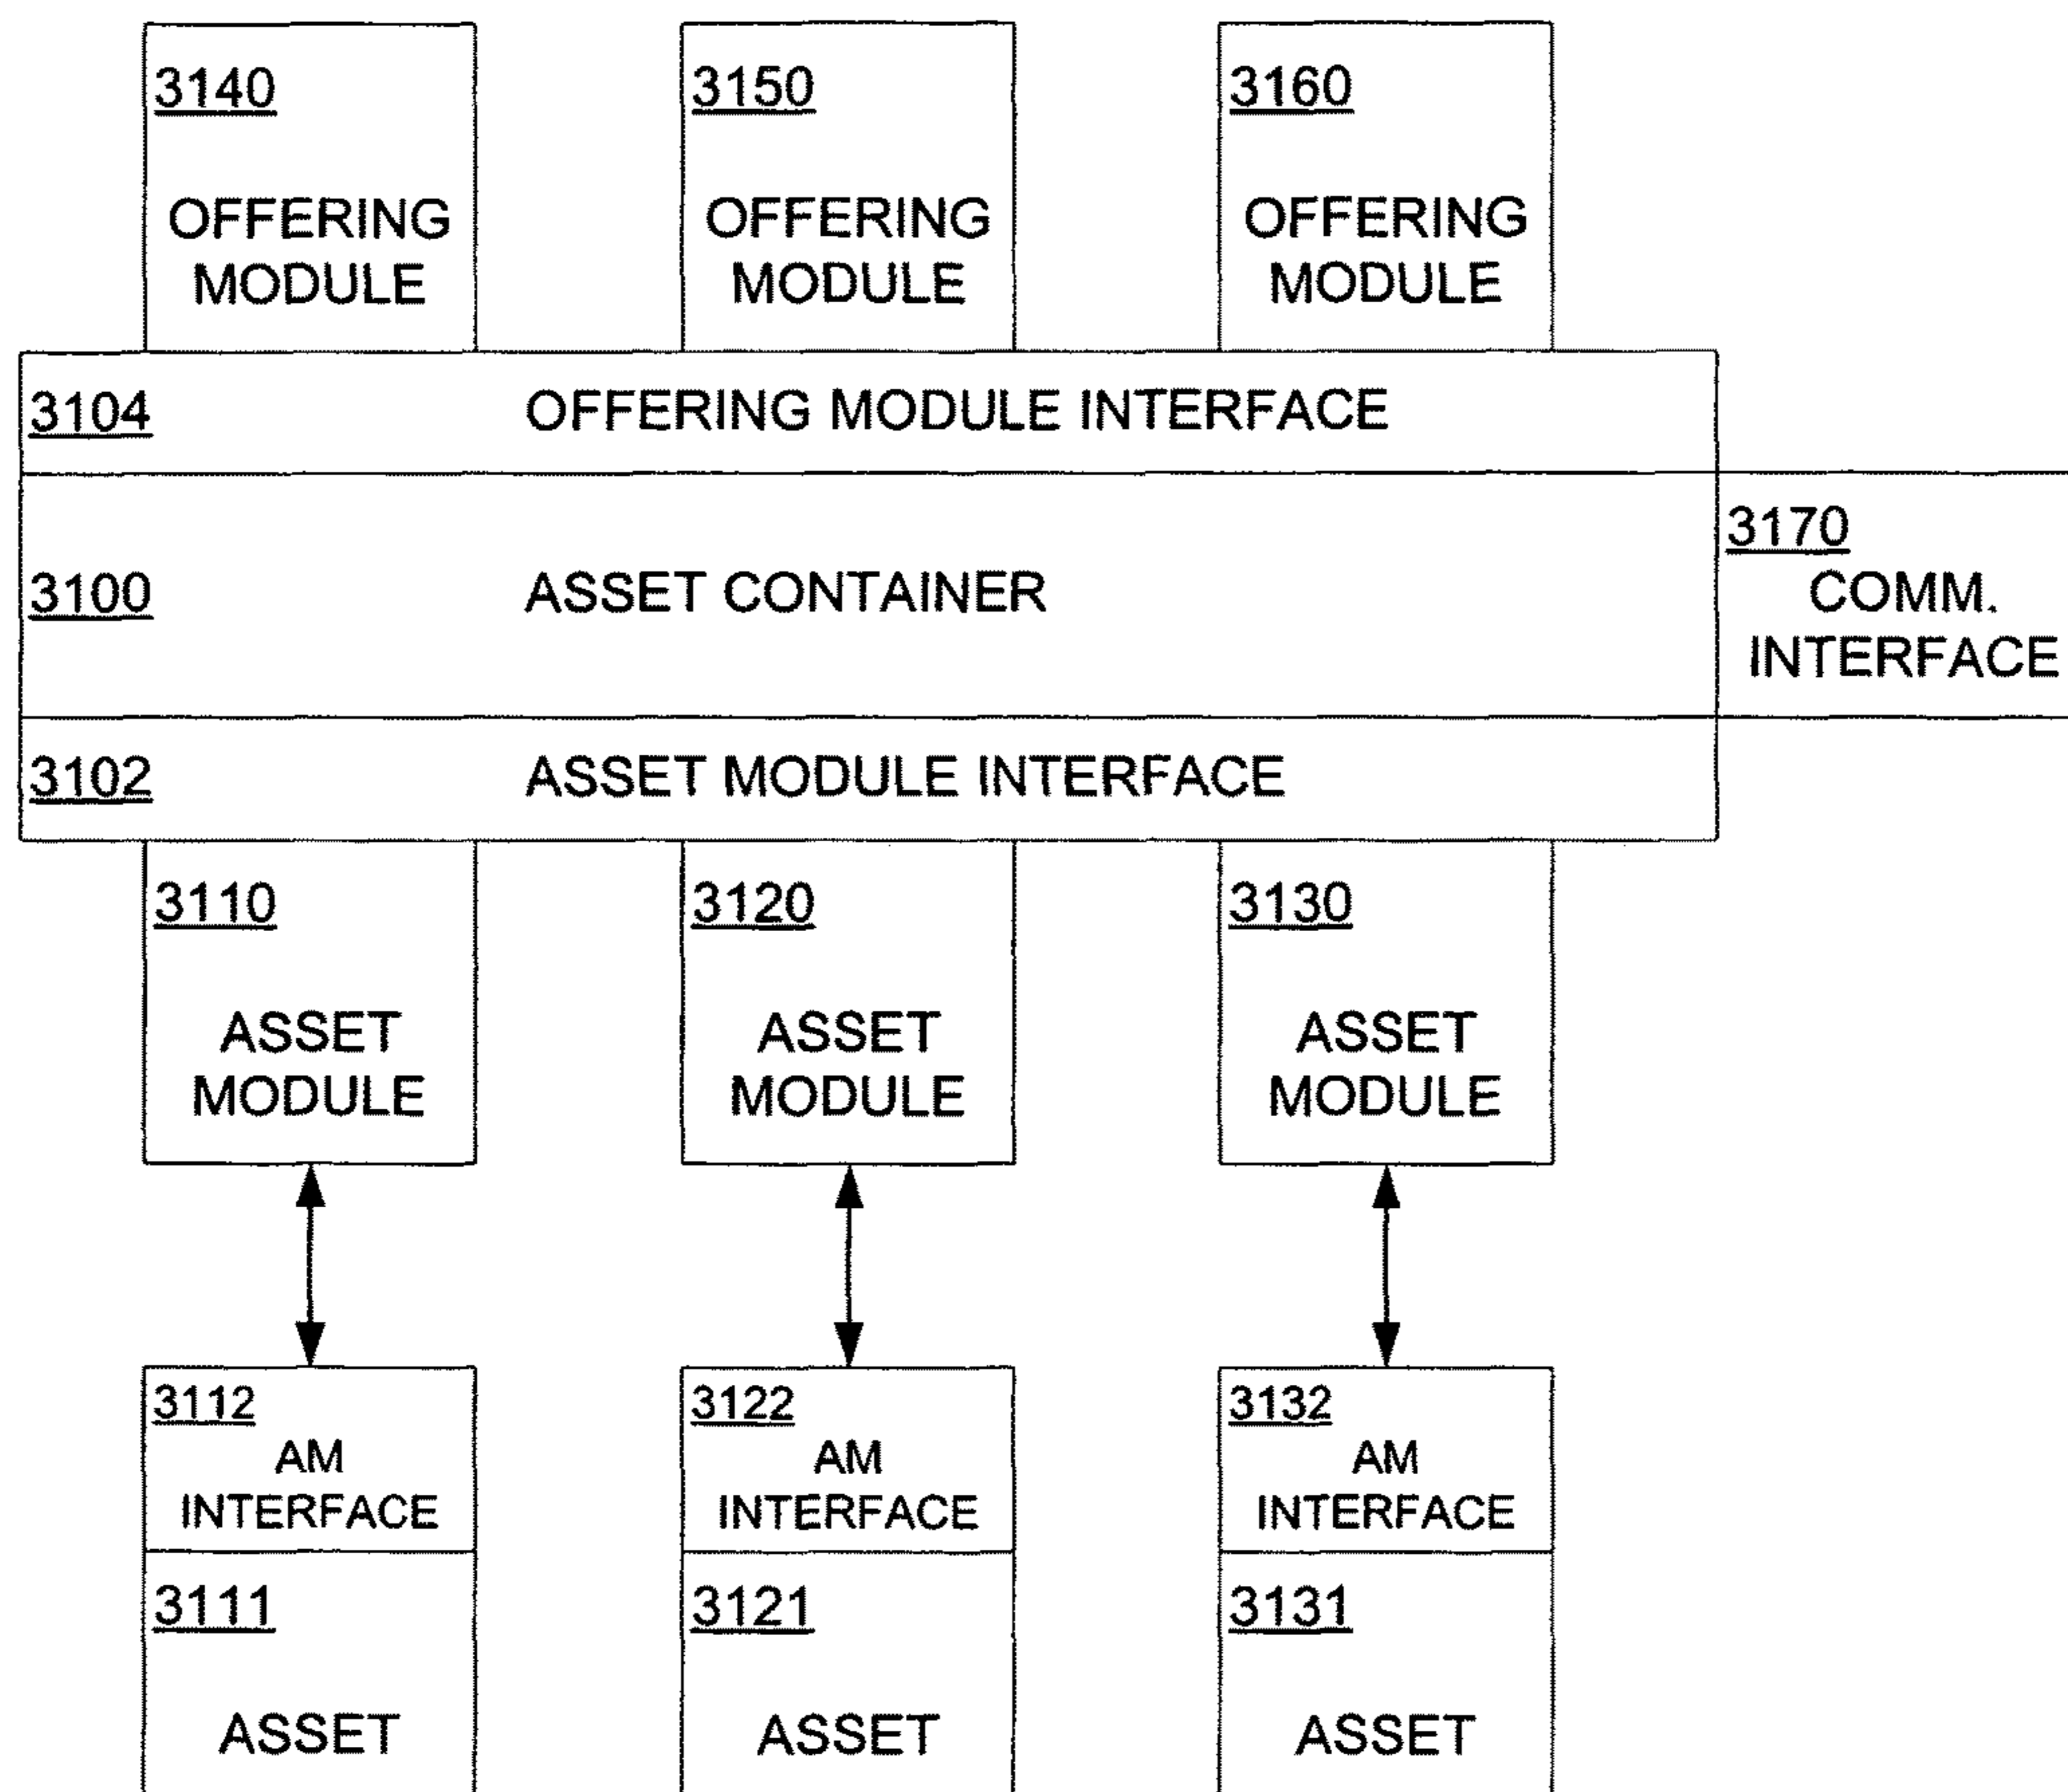 3140
OFFERING
MODULE
3150
OFFERING
MODULE
3160
OFFERING
MODULE
3104
OFFERING MODULE INTERFACE
3100
ASSET CONTAINER
3170
COMM.
INTERFACE
3102
ASSET MODULE INTERFACE
3110
ASSET
MODULE
3120
ASSET
MODULE
3130
ASSET
MODULE
3112
AM
INTERFACE
3122
AM
INTERFACE
3132
AM
INTERFACE
3111
ASSET
3121
ASSET
3131
ASSET